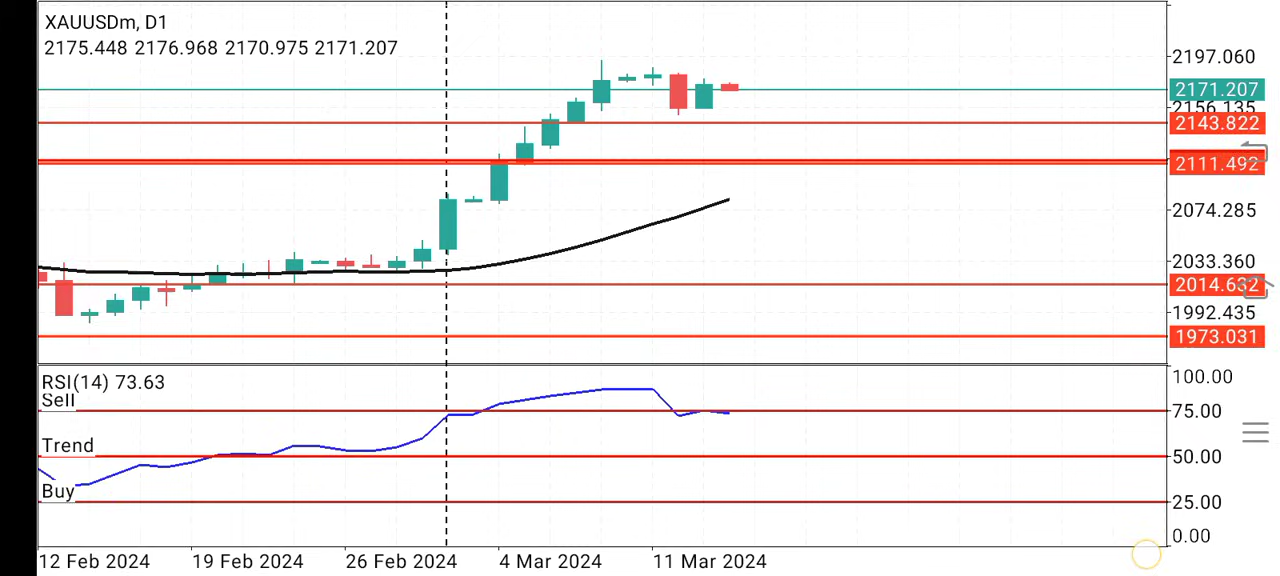 XAUUSDm, D1
2175.448 2176.968 2170.975 2171.207
2197.060
2171.207
2156.135
2143.822
2111.492
2074.285
2033.360
2014.632
1992.435
1973.031
RSI(14) 73.63
100.00
Sell
75.00
Trend
50.00
Buy
25.00
0.00
12 Feb 2024 19 Feb 2024 26 Feb 2024 4 Mar 2024 11 Mar 2024